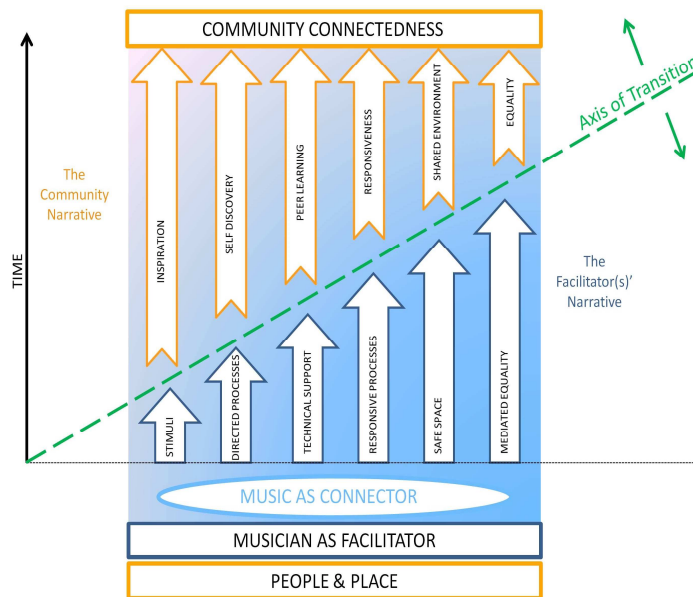 COMMUNITY CONNECTEDNESS
Axis of Transition
The
Community
Narrative
TIME
INSPIRATION
SELF DISCOVERY
PEER LEARNING
RESPONSIVENESS
SHARED ENVIRONMENT
EQUALITY
The
Facilitator(s)'
Narrative
STIMULI
DIRECTED PROCESSES
TECHNICAL SUPPORT
RESPONSIVE PROCESSES
SAFE SPACE
MEDIATED EQUALITY
MUSIC AS CONNECTOR
MUSICIAN AS FACILITATOR
PEOPLE & PLACE